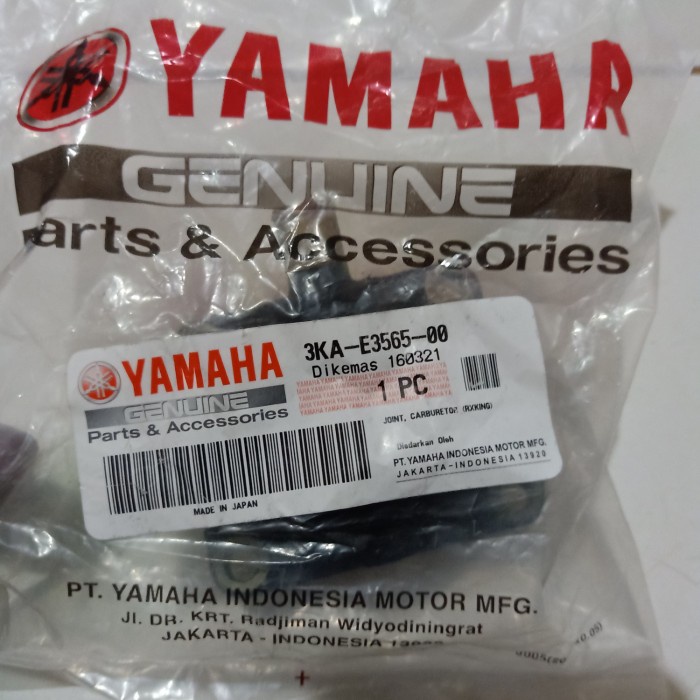 YAMAHA
GENUINE
Parts & Accessories
YAMAHA
GENUINE
Parts & Accessories
3KA-E3565-00
Dikemas 160321
1 PC
JOINT, CARBURETOR (RXKING)
Disdarkan Oleh
PT. YAMAHA INDONESIA MOTOR MFG.
JAKARTA-INDONESIA 13920
MADE IN JAPAN
PT. YAMAHA INDONESIA MOTOR MFG.
Jl. DR. KRT. Radjiman Widyodiningrat
JAKARTA - INDONESIA 13920